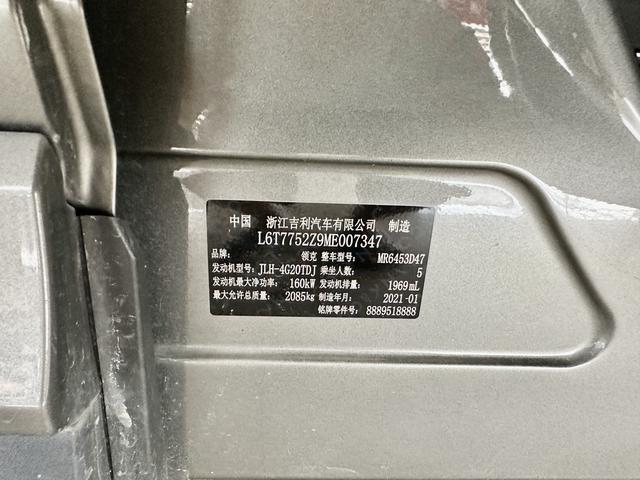 中国 浙江吉利汽车有限公司 制造
L6T7752Z9ME007347
品牌: 领克 整车型号: MR6453D47
发动机型号: JLH-4G20TDJ 乘坐人数: 5
发动机最大净功率: 160kW 发动机排量: 1969mL
最大允许总质量: 2085kg 制造年月: 2021-01
铭牌零件号: 8889518888